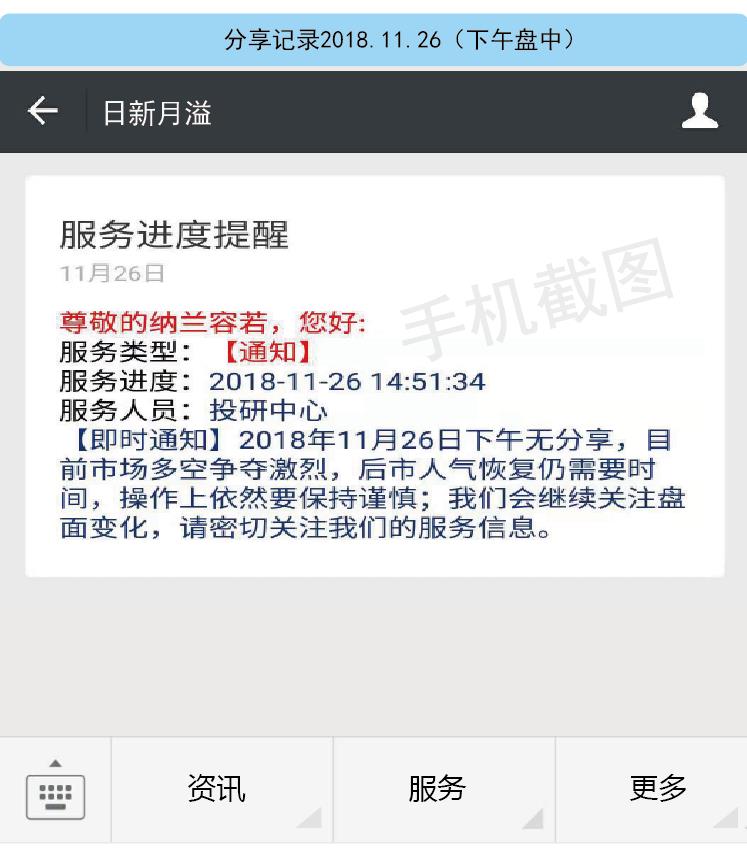 分享记录2018.11.26（下午盘中）
日新月溢
服务进度提醒
11月26日
手机截图
尊敬的纳兰容若，您好:
服务类型：【通知】
服务进度：2018-11-26 14:51:34
服务人员：投研中心
【即时通知】2018年11月26日下午无分享，目
前市场多空争夺激烈，后市人气恢复仍需要时
间，操作上依然要保持谨慎；我们会继续关注盘
面变化，请密切关注我们的服务信息。
资讯
服务
更多